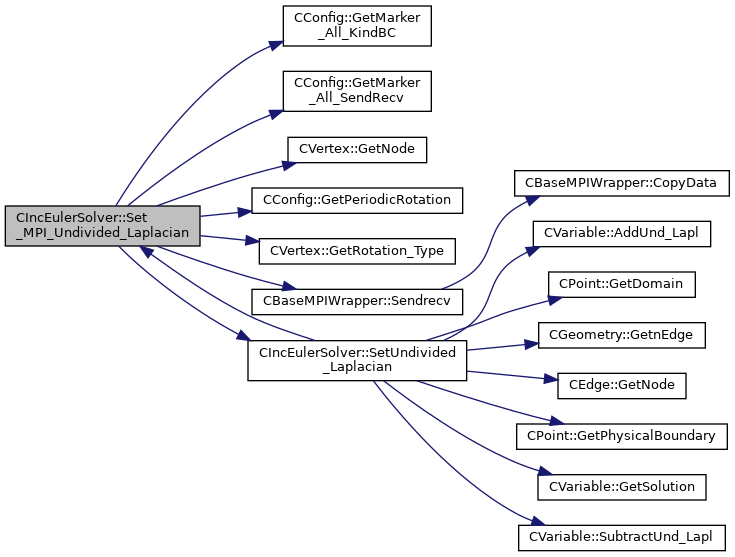 CConfig::GetMarker
_All_KindBC
CConfig::GetMarker
_All_SendRecv
CVertex::GetNode
CConfig::GetPeriodicRotation
CVertex::GetRotation_Type
CBaseMPIWrapper::Sendrecv
CIncEulerSolver::Set
_MPI_Undivided_Laplacian
CIncEulerSolver::SetUndivided
_Laplacian
CBaseMPIWrapper::CopyData
CVariable::AddUnd_Lapl
CPoint::GetDomain
CGeometry::GetnEdge
CEdge::GetNode
CPoint::GetPhysicalBoundary
CVariable::GetSolution
CVariable::SubtractUnd_Lapl